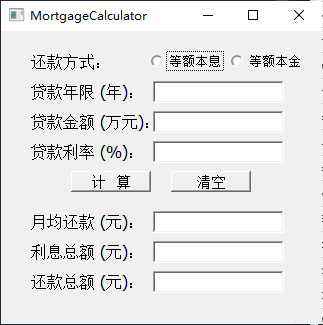 MortgageCalculator
还款方式： 等额本息 等额本金
贷款年限 (年)：
贷款金额 (万元)：
贷款利率 (%)：
计 算 清空
月均还款 (元)：
利息总额 (元)：
还款总额 (元)：